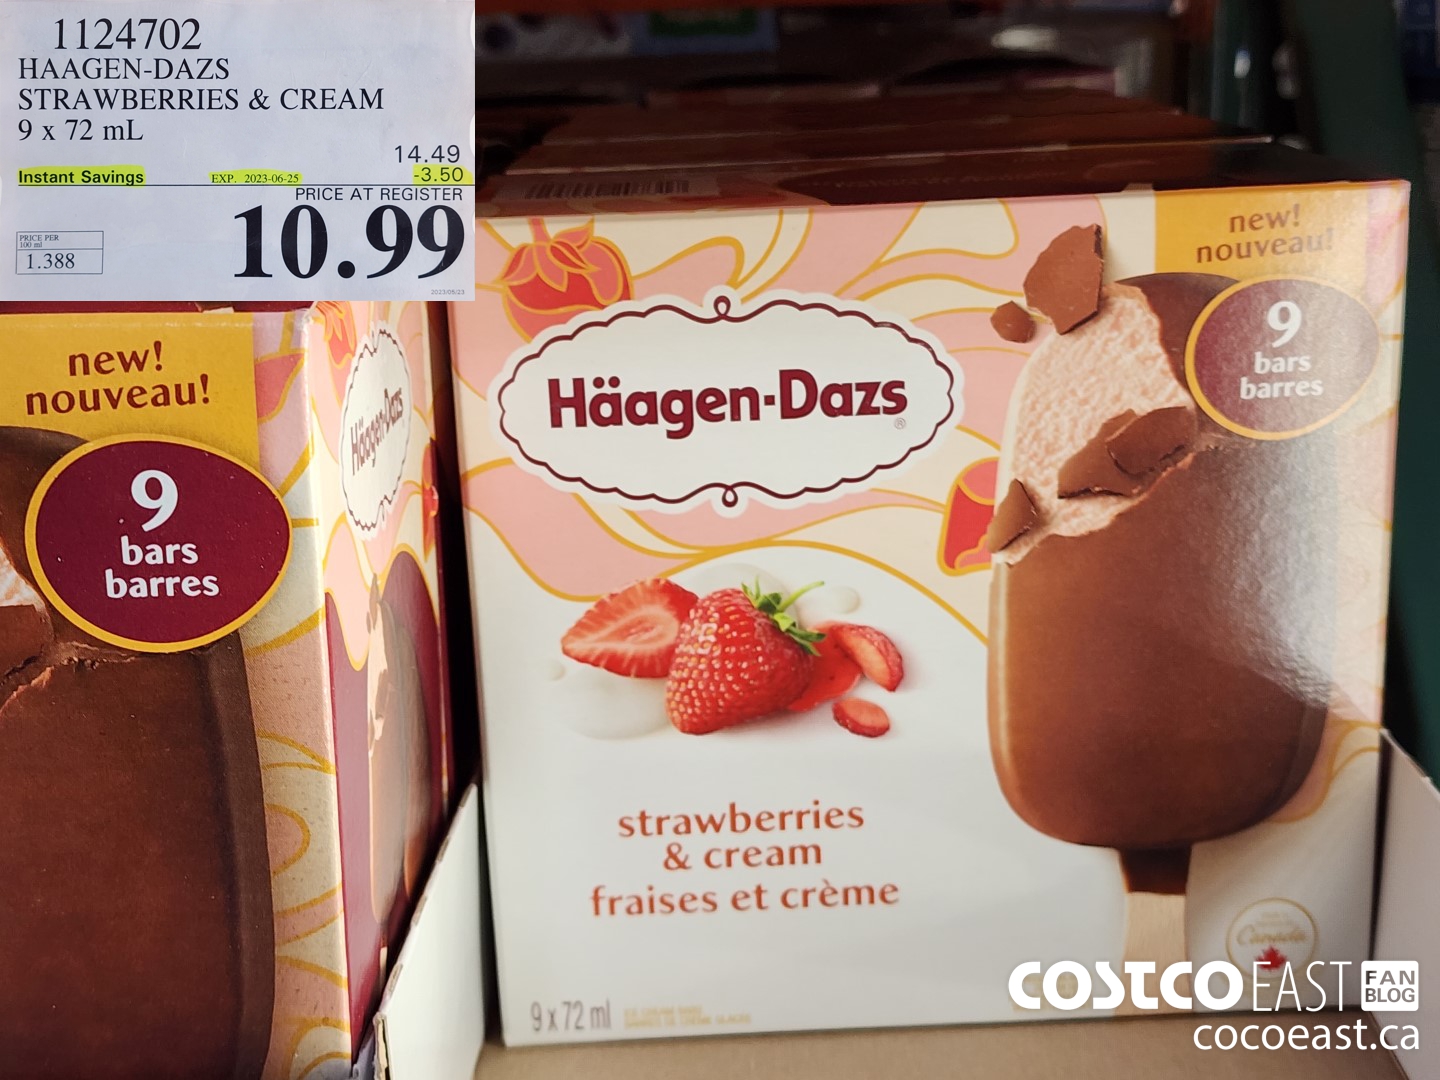 1124702
HAAGEN-DAZS
STRAWBERRIES & CREAM
9 x 72 mL
14.49
Instant Savings EXP. 2023-06-25 -3.50
PRICE AT REGISTER
10.99
PRICE PER
100 ml
1.388
2023/06/23
new!
nouveau!
9
bars
barres
Häagen-Dazs
new!
nouveau!
9
bars
barres
Häagen-Dazs®
strawberries
& cream
fraises et crème
9 x 72 ml
Canada
COSTCO EAST FAN BLOG
cocoeast.ca